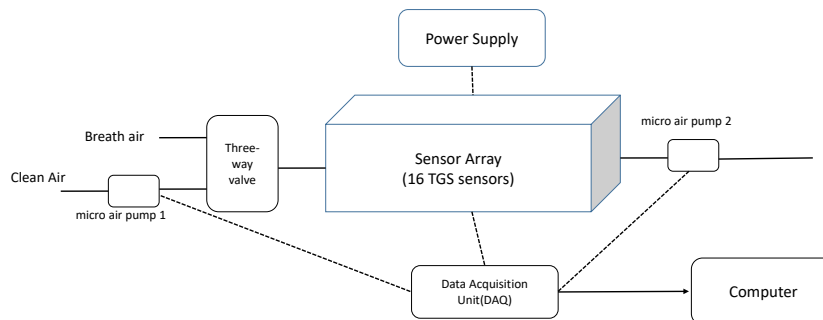 Power Supply
micro air pump 2
Breath air
Three-
way
valve
Sensor Array
(16 TGS sensors)
Clean Air
micro air pump 1
Data Acquisition
Unit(DAQ)
Computer